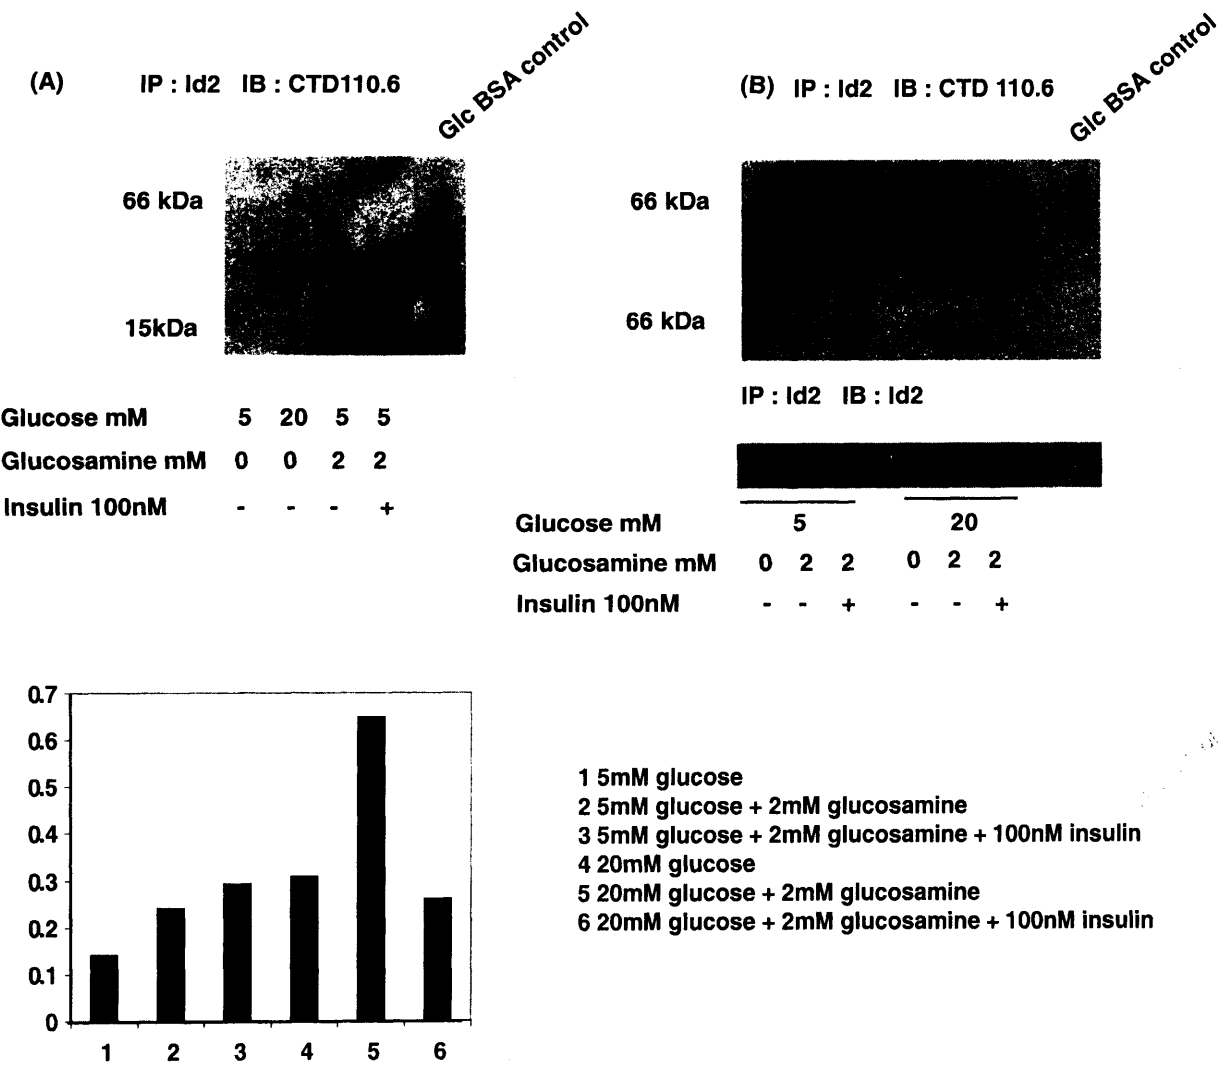 (A) IP : Id2 IB : CTD110.6
Glc BSA control
66 kDa
15kDa
Glucose mM 5 20 5 5
Glucosamine mM 0 0 2 2
Insulin 100nM - - - +
(B) IP : Id2 IB : CTD 110.6
Glc BSA control
66 kDa
66 kDa
IP : Id2 IB : Id2
Glucose mM 5 20
Glucosamine mM 0 2 2 0 2 2
Insulin 100nM - - + - - +
0.7
0.6
0.5
0.4
0.3
0.2
0.1
0
1 2 3 4 5 6
1 5mM glucose
2 5mM glucose + 2mM glucosamine
3 5mM glucose + 2mM glucosamine + 100nM insulin
4 20mM glucose
5 20mM glucose + 2mM glucosamine
6 20mM glucose + 2mM glucosamine + 100nM insulin